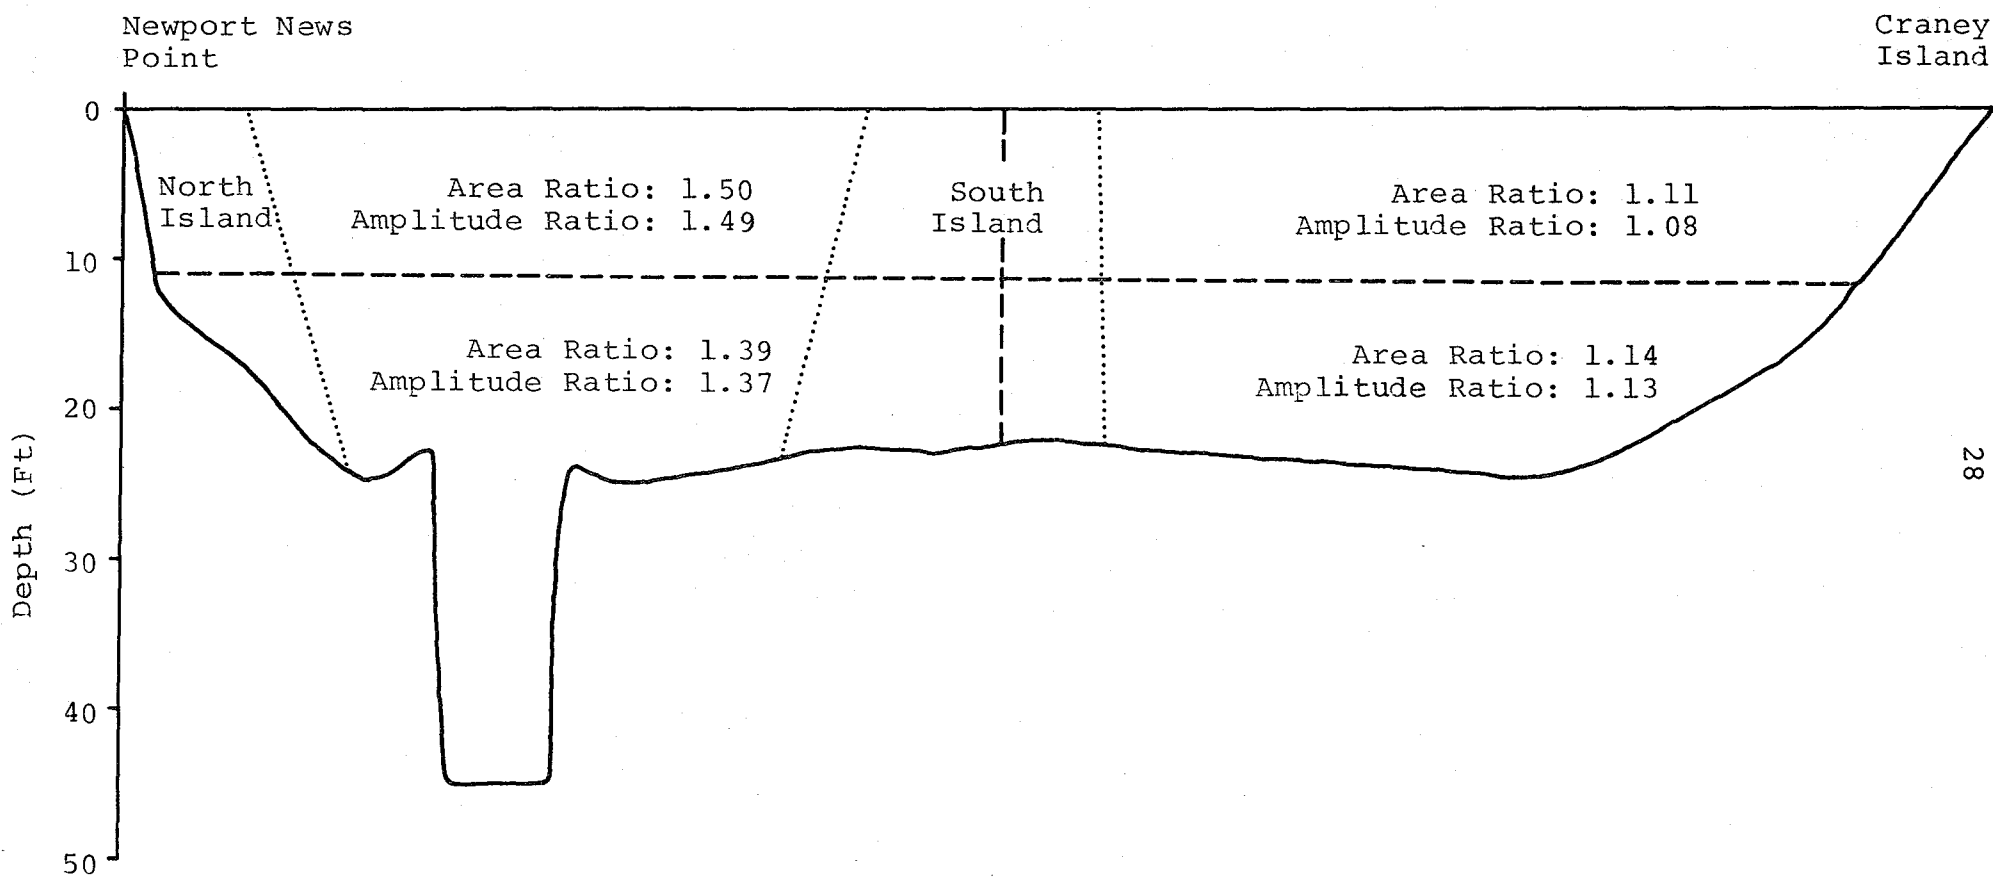 Newport News
Point
Craney
Island
0
North
Island
Area Ratio: 1.50
Amplitude Ratio: 1.49
South
Island
Area Ratio: 1.11
Amplitude Ratio: 1.08
10
Area Ratio: 1.39
Amplitude Ratio: 1.37
Area Ratio: 1.14
Amplitude Ratio: 1.13
20
Depth (Ft)
28
30
40
50